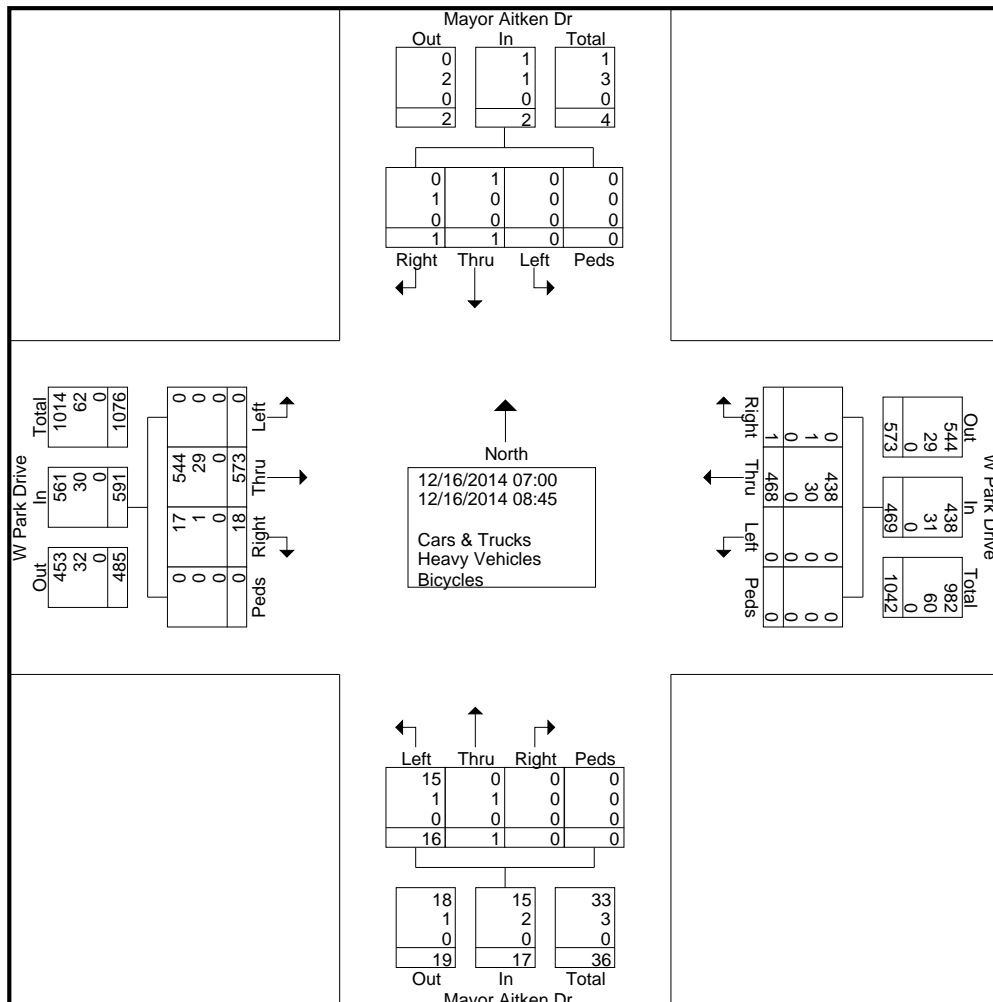 Mayor Aitken Dr
Out In Total
0 1 1
2 1 3
0 0 0
2 2 4
0 1 0 0
1 0 0 0
0 0 0 0
1 1 0 0
Right Thru Left Peds
W Park Drive
Total
1014
62
0
1076
In
561
30
0
591
Out
453
32
0
485
0 0 0 0
Left
544 29 0 573
Thru
17 1 0 18
Right
0 0 0 0
Peds
North
12/16/2014 07:00
12/16/2014 08:45
Cars & Trucks
Heavy Vehicles
Bicycles
Right
0 1 0 1
Thru
438 30 0 468
Left
0 0 0 0
Peds
0 0 0 0
W Park Drive
Out
544
29
0
573
In
438
31
0
469
Total
982
60
0
1042
Left Thru Right Peds
15 0 0 0
1 1 0 0
0 0 0 0
16 1 0 0
18 15 33
1 2 3
0 0 0
19 17 36
Out In Total
Mayor Aitken Dr